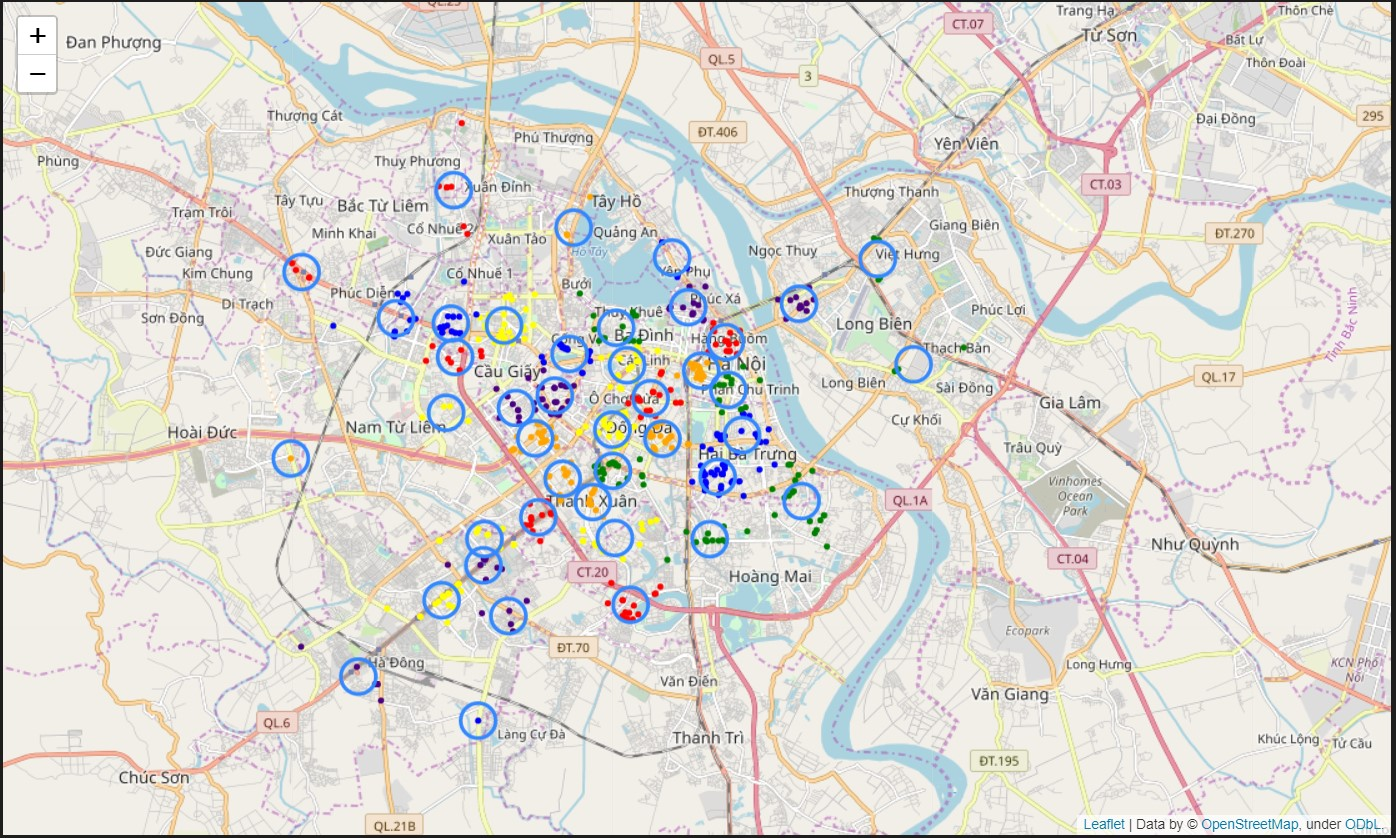 +
−
QL.23
Đan Phượng
CT.07
Trang Hạ
Từ Sơn
Thôn Chè
Bất Lự
Thôn Đoài
QL.5
3
Thượng Cát
Phú Thượng
ĐT.406
Yên Viên
Đại Đồng
295
Phùng
Thuỵ Phương
Xuân Đỉnh
CT.03
Tây Tựu
Bắc Từ Liêm
Tây Hồ
Thượng Thanh
Trạm Trôi
Minh Khai
Cổ Nhuế 2
Xuân Tảo
Quảng An
Giang Biên
ĐT.270
Đức Giang
Hồ Tây
Ngọc Thuỵ
Việt Hưng
Kim Chung
Cổ Nhuế 1
Bưởi
Yên Phụ
Di Trạch
Phú Diễn
Phúc Xá
Sơn Đồng
Thụy Khuê
Phúc Lợi
Long Biên
Ba Đình
Tỉnh Bắc Ninh
Thạch Bàn
Cầu Giấy
Cát Linh
Hà Nội
QL.17
Long Biên
Sài Đồng
Phan Chu Trinh
Gia Lâm
Cự Khối
Nam Từ Liêm
Hoài Đức
Đống Đa
Trâu Quỳ
Hai Bà Trưng
Vinhomes
Ocean
Park
Thanh Xuân
QL.1A
Như Quỳnh
CT.04
CT.20
Hoàng Mai
Ecopark
ĐT.70
Hà Đông
Văn Điển
Long Hưng
KCN Phố
Nối
Văn Giang
QL.6
Làng Cự Đà
Thanh Trì
Khúc Lộng
Từ Cầu
ĐT.195
Chúc Sơn
QL.21B
Leaflet | Data by © OpenStreetMap, under ODbL.